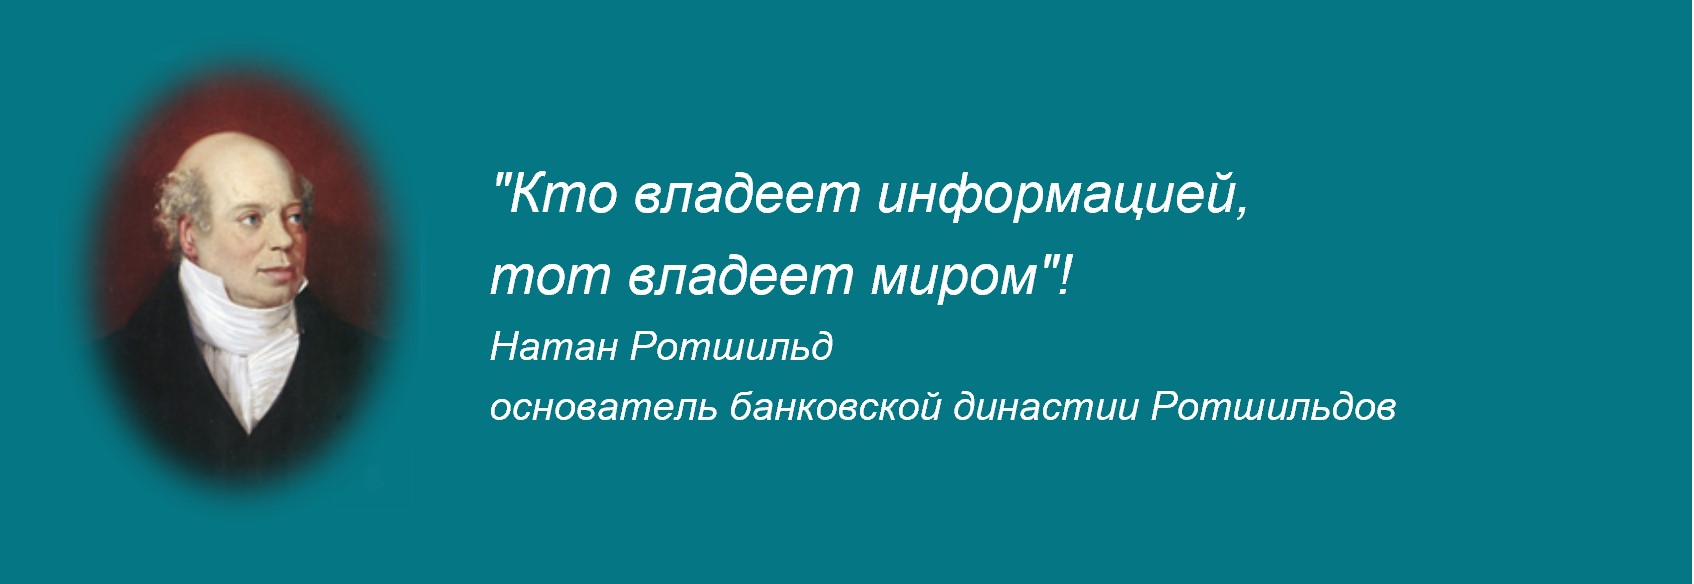 "Кто владеет информацией,
тот владеет миром"!
Натан Ротшильд
основатель банковской династии Ротшильдов